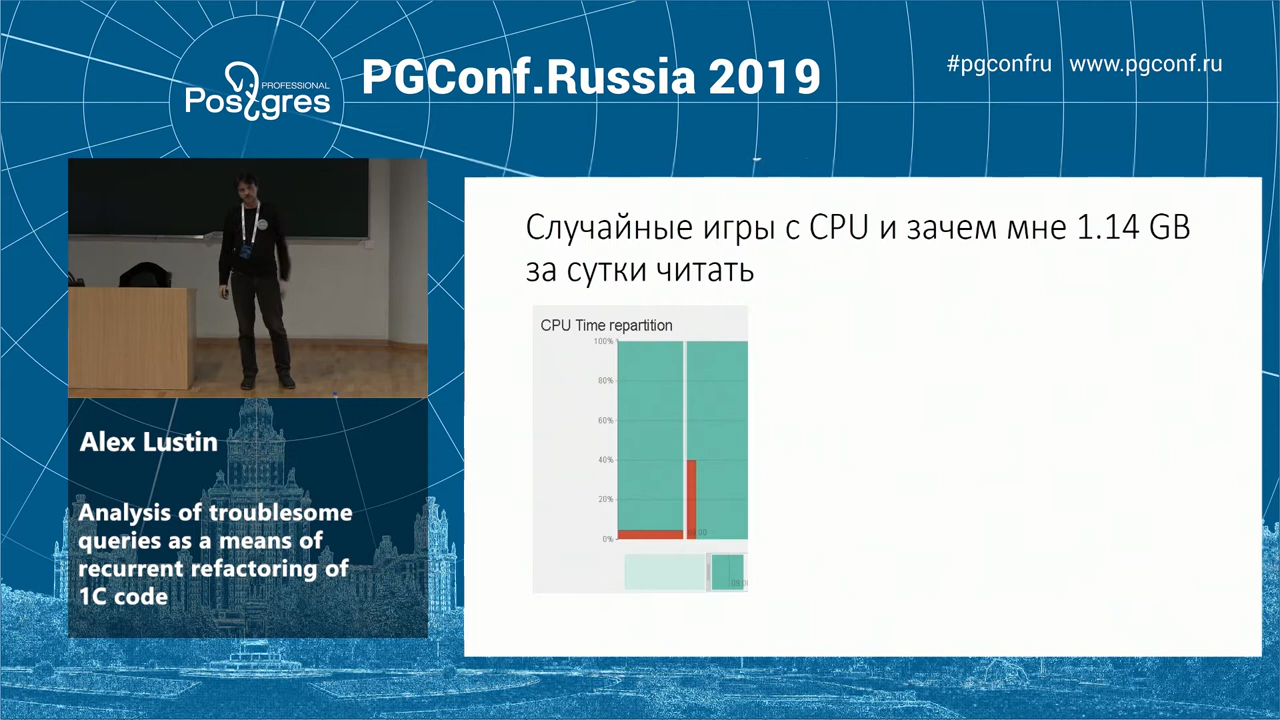 PROFESSIONAL
Postgres
PGConf.Russia 2019
#pgconfru www.pgconf.ru
Alex Lustin
Analysis of troublesome
queries as a means of
recurrent refactoring of
1C code
Случайные игры с CPU и зачем мне 1.14 GB
за сутки читать
CPU Time repartition
100%
80%
60%
40%
20%
0%
09:00